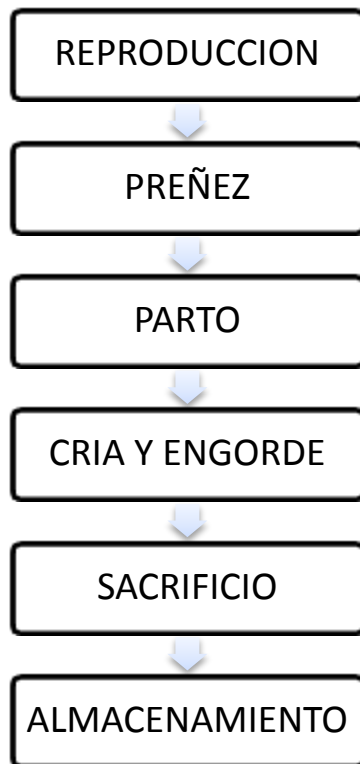 REPRODUCCION
PREÑEZ
PARTO
CRIA Y ENGORDE
SACRIFICIO
ALMACENAMIENTO